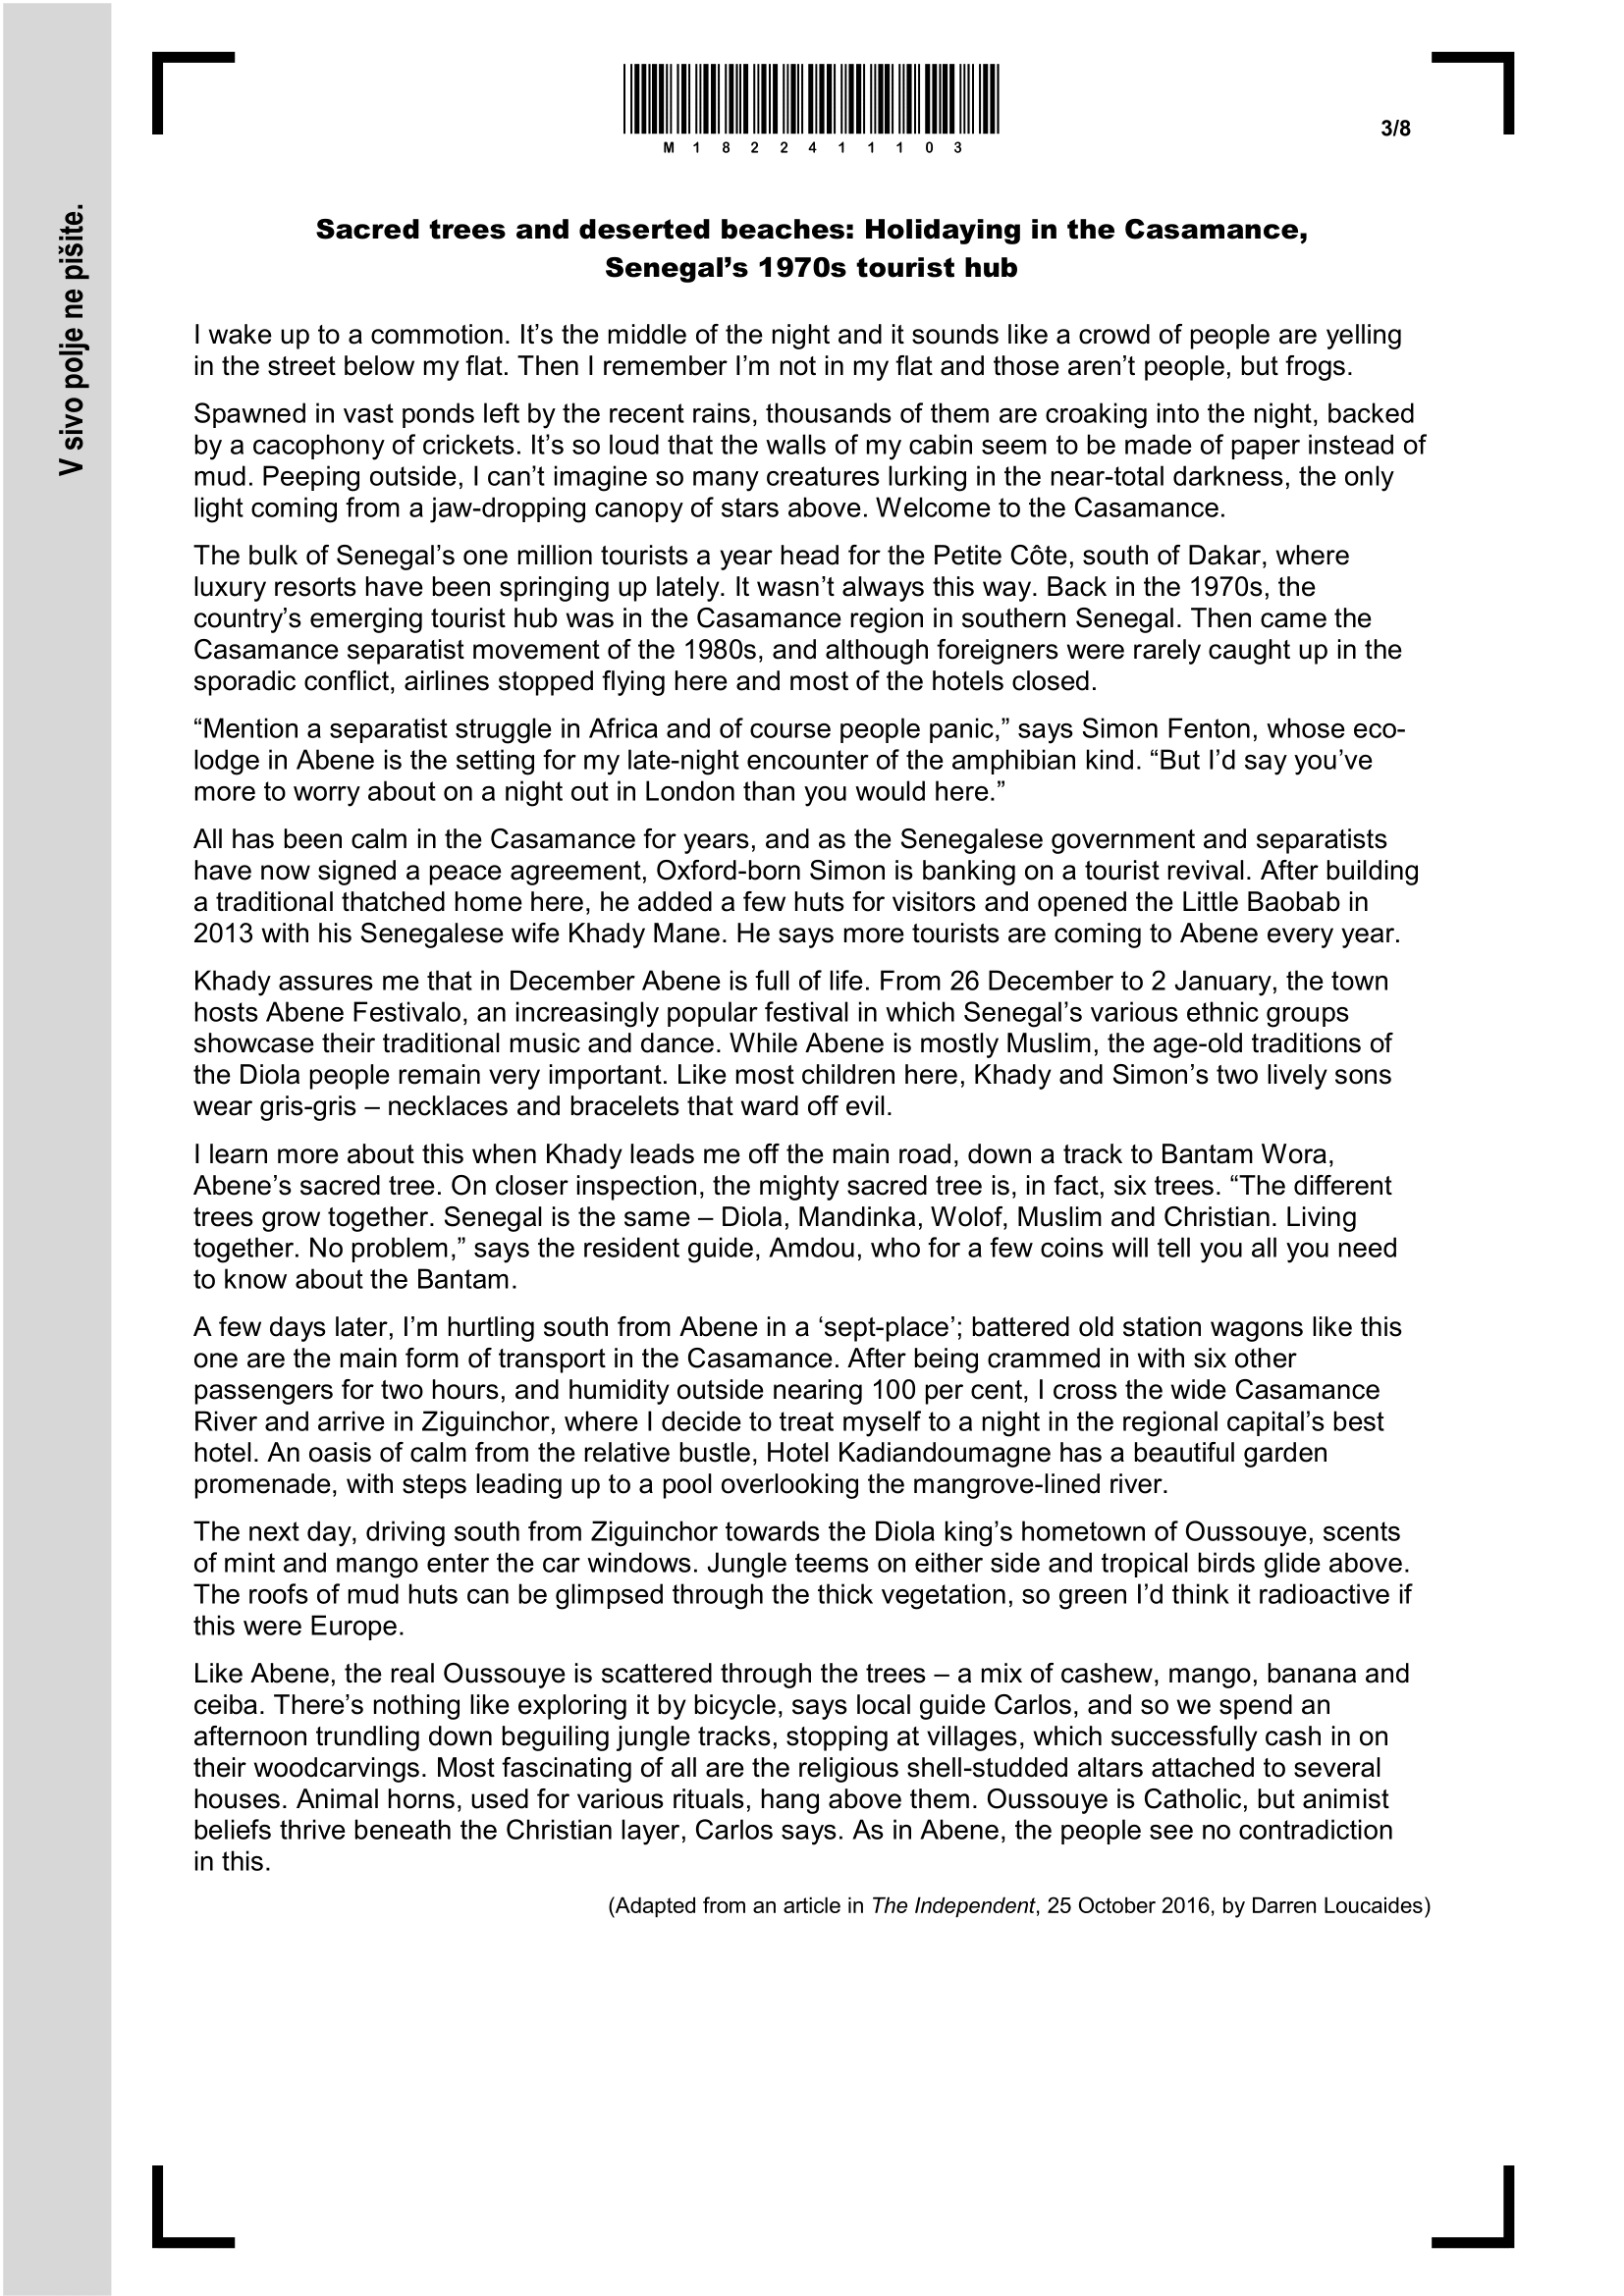 M 1 8 2 2 4 1 1 1 0 3
3/8
V sivo polje ne pišite.
Sacred trees and deserted beaches: Holidaying in the Casamance,
Senegal’s 1970s tourist hub
I wake up to a commotion. It’s the middle of the night and it sounds like a crowd of people are yelling
in the street below my flat. Then I remember I’m not in my flat and those aren’t people, but frogs.
Spawned in vast ponds left by the recent rains, thousands of them are croaking into the night, backed
by a cacophony of crickets. It’s so loud that the walls of my cabin seem to be made of paper instead of
mud. Peeping outside, I can’t imagine so many creatures lurking in the near-total darkness, the only
light coming from a jaw-dropping canopy of stars above. Welcome to the Casamance.
The bulk of Senegal’s one million tourists a year head for the Petite Côte, south of Dakar, where
luxury resorts have been springing up lately. It wasn’t always this way. Back in the 1970s, the
country’s emerging tourist hub was in the Casamance region in southern Senegal. Then came the
Casamance separatist movement of the 1980s, and although foreigners were rarely caught up in the
sporadic conflict, airlines stopped flying here and most of the hotels closed.
“Mention a separatist struggle in Africa and of course people panic,” says Simon Fenton, whose eco-
lodge in Abene is the setting for my late-night encounter of the amphibian kind. “But I’d say you’ve
more to worry about on a night out in London than you would here.”
All has been calm in the Casamance for years, and as the Senegalese government and separatists
have now signed a peace agreement, Oxford-born Simon is banking on a tourist revival. After building
a traditional thatched home here, he added a few huts for visitors and opened the Little Baobab in
2013 with his Senegalese wife Khady Mane. He says more tourists are coming to Abene every year.
Khady assures me that in December Abene is full of life. From 26 December to 2 January, the town
hosts Abene Festivalo, an increasingly popular festival in which Senegal’s various ethnic groups
showcase their traditional music and dance. While Abene is mostly Muslim, the age-old traditions of
the Diola people remain very important. Like most children here, Khady and Simon’s two lively sons
wear gris-gris – necklaces and bracelets that ward off evil.
I learn more about this when Khady leads me off the main road, down a track to Bantam Wora,
Abene’s sacred tree. On closer inspection, the mighty sacred tree is, in fact, six trees. “The different
trees grow together. Senegal is the same – Diola, Mandinka, Wolof, Muslim and Christian. Living
together. No problem,” says the resident guide, Amdou, who for a few coins will tell you all you need
to know about the Bantam.
A few days later, I’m hurtling south from Abene in a ‘sept-place’; battered old station wagons like this
one are the main form of transport in the Casamance. After being crammed in with six other
passengers for two hours, and humidity outside nearing 100 per cent, I cross the wide Casamance
River and arrive in Ziguinchor, where I decide to treat myself to a night in the regional capital’s best
hotel. An oasis of calm from the relative bustle, Hotel Kadiandoumagne has a beautiful garden
promenade, with steps leading up to a pool overlooking the mangrove-lined river.
The next day, driving south from Ziguinchor towards the Diola king’s hometown of Oussouye, scents
of mint and mango enter the car windows. Jungle teems on either side and tropical birds glide above.
The roofs of mud huts can be glimpsed through the thick vegetation, so green I’d think it radioactive if
this were Europe.
Like Abene, the real Oussouye is scattered through the trees – a mix of cashew, mango, banana and
ceiba. There’s nothing like exploring it by bicycle, says local guide Carlos, and so we spend an
afternoon trundling down beguiling jungle tracks, stopping at villages, which successfully cash in on
their woodcarvings. Most fascinating of all are the religious shell-studded altars attached to several
houses. Animal horns, used for various rituals, hang above them. Oussouye is Catholic, but animist
beliefs thrive beneath the Christian layer, Carlos says. As in Abene, the people see no contradiction
in this.
(Adapted from an article in The Independent, 25 October 2016, by Darren Loucaides)